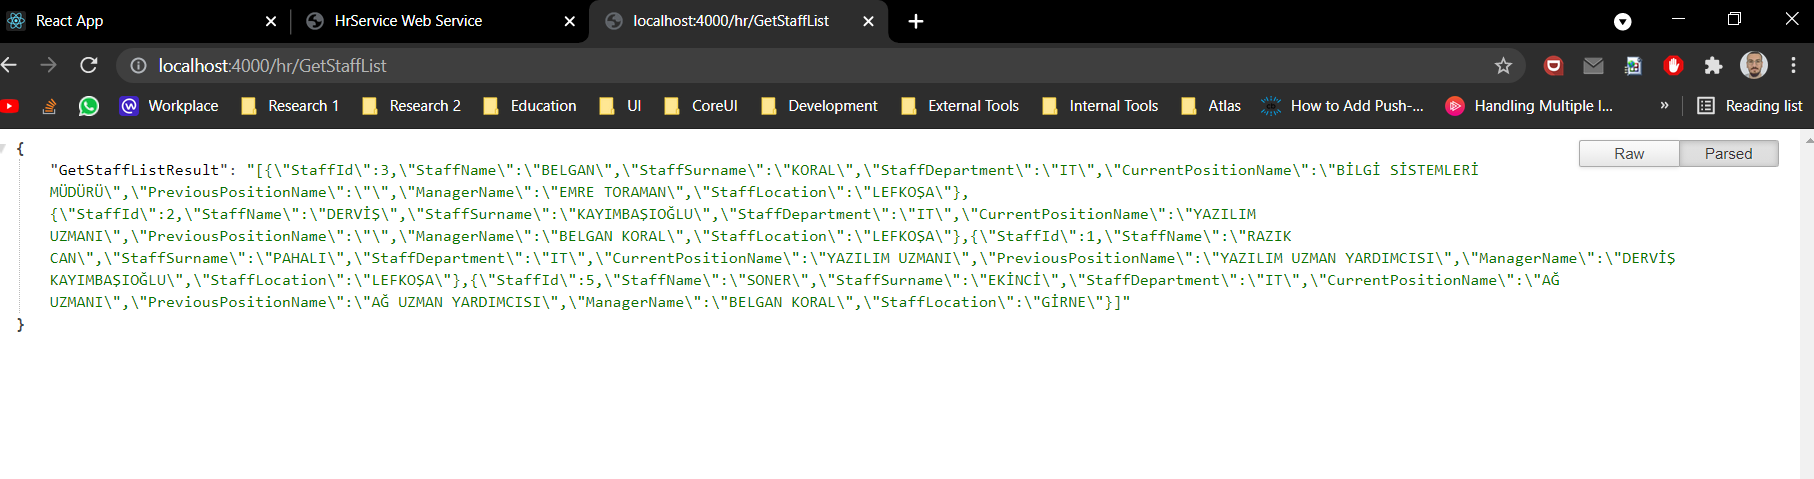 React App
HrService Web Service
localhost:4000/hr/GetStaffList
localhost:4000/hr/GetStaffList
Workplace Research 1 Research 2 Education UI CoreUI Development External Tools Internal Tools Atlas How to Add Push-... Handling Multiple I... » Reading list
Raw Parsed
{
"GetStaffListResult": "[{\"StaffId\":3,\"StaffName\":\"BELGAN\",\"StaffSurname\":\"KORAL\",\"StaffDepartment\":\"IT\",\"CurrentPositionName\":\"BİLGİ SİSTEMLERİ
MÜDÜRÜ\",\"PreviousPositionName\":\"\",\"ManagerName\":\"EMRE TORAMAN\",\"StaffLocation\":\"LEFKOŞA\"},
{\"StaffId\":2,\"StaffName\":\"DERVİŞ\",\"StaffSurname\":\"KAYIMBAŞIOĞLU\",\"StaffDepartment\":\"IT\",\"CurrentPositionName\":\"YAZILIM
UZMANI\",\"PreviousPositionName\":\"\",\"ManagerName\":\"BELGAN KORAL\",\"StaffLocation\":\"LEFKOŞA\"},{\"StaffId\":1,\"StaffName\":\"RAZIK
CAN\",\"StaffSurname\":\"PAHALI\",\"StaffDepartment\":\"IT\",\"CurrentPositionName\":\"YAZILIM UZMANI\",\"PreviousPositionName\":\"YAZILIM UZMAN YARDIMCISI\",\"ManagerName\":\"DERVİŞ
KAYIMBAŞIOĞLU\",\"StaffLocation\":\"LEFKOŞA\"},{\"StaffId\":5,\"StaffName\":\"SONER\",\"StaffSurname\":\"EKİNCİ\",\"StaffDepartment\":\"IT\",\"CurrentPositionName\":\"AĞ
UZMANI\",\"PreviousPositionName\":\"AĞ UZMAN YARDIMCISI\",\"ManagerName\":\"BELGAN KORAL\",\"StaffLocation\":\"GİRNE\"}]"
}